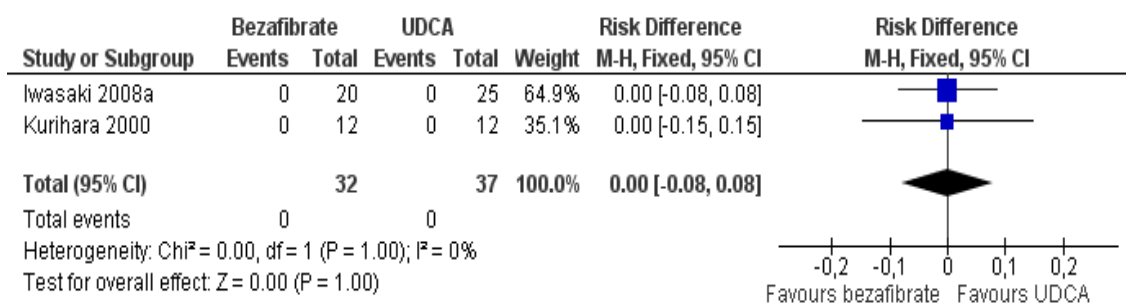 Bezafibrate UDCA Risk Difference Risk Difference
Study or Subgroup Events Total Events Total Weight M-H, Fixed, 95% CI M-H, Fixed, 95% CI
Iwasaki 2008a 0 20 0 25 64.9% 0.00 [-0.08, 0.08]
Kurihara 2000 0 12 0 12 35.1% 0.00 [-0.15, 0.15]
Total (95% CI) 32 37 100.0% 0.00 [-0.08, 0.08]
Total events 0 0
Heterogeneity: Chi² = 0.00, df = 1 (P = 1.00); I² = 0%
Test for overall effect: Z = 0.00 (P = 1.00)
-0,2 -0,1 0 0,1 0,2
Favours bezafibrate Favours UDCA